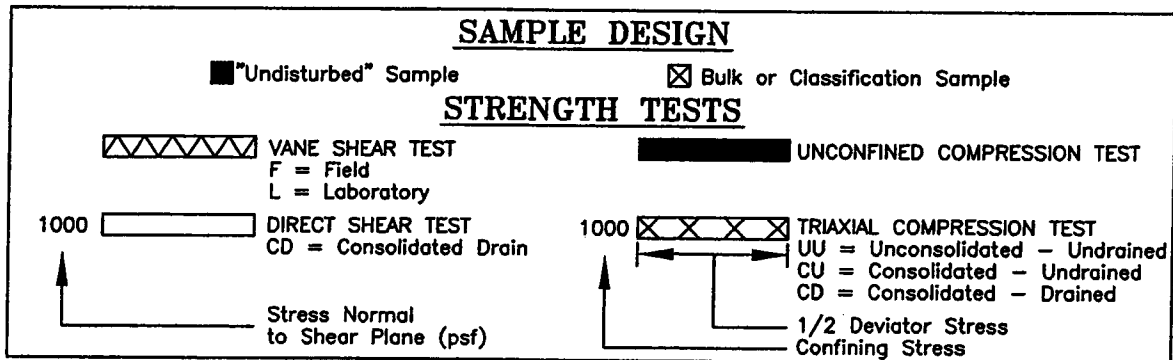 SAMPLE DESIGN
"Undisturbed" Sample
Bulk or Classification Sample
STRENGTH TESTS
VANE SHEAR TEST
F = Field
L = Laboratory
UNCONFINED COMPRESSION TEST
1000
DIRECT SHEAR TEST
CD = Consolidated Drain
Stress Normal
to Shear Plane (psf)
1000
TRIAXIAL COMPRESSION TEST
UU = Unconsolidated - Undrained
CU = Consolidated - Undrained
CD = Consolidated - Drained
1/2 Deviator Stress
Confining Stress